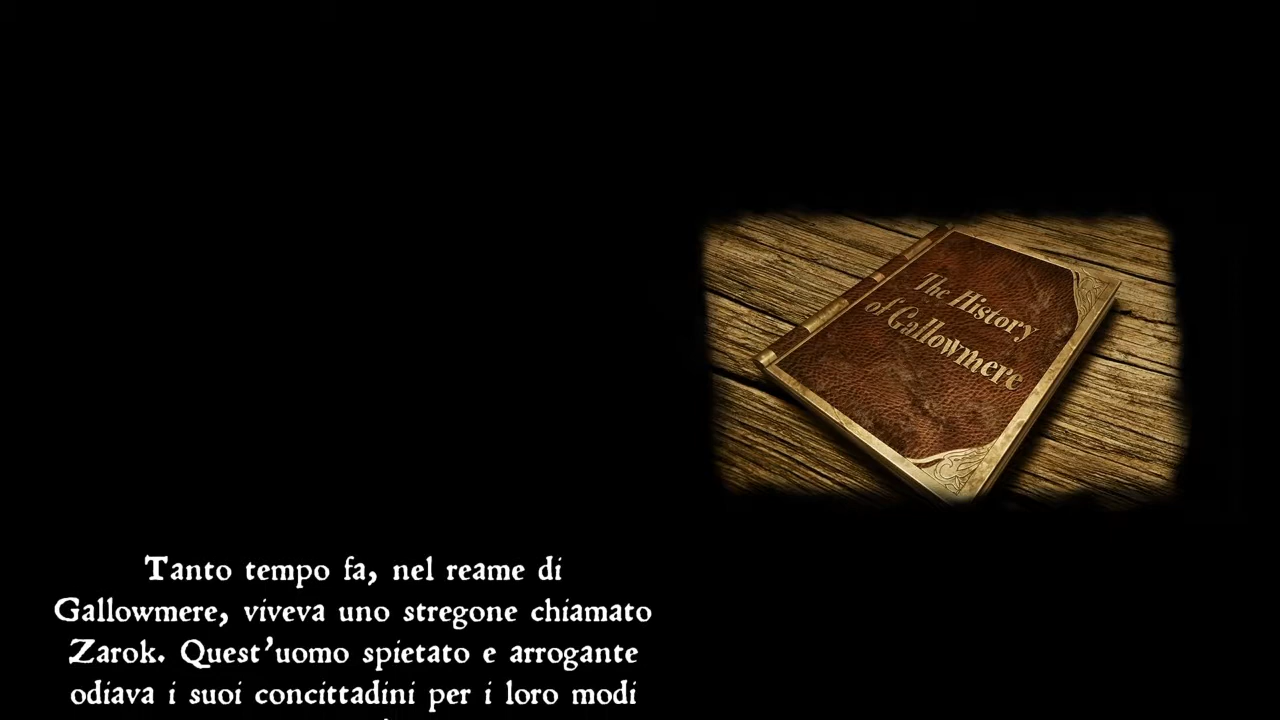 The History
of Gallowmere
Tanto tempo fa, nel reame di
Gallowmere, viveva uno stregone chiamato
Zarok. Quest'uomo spietato e arrogante
odiava i suoi concittadini per i loro modi